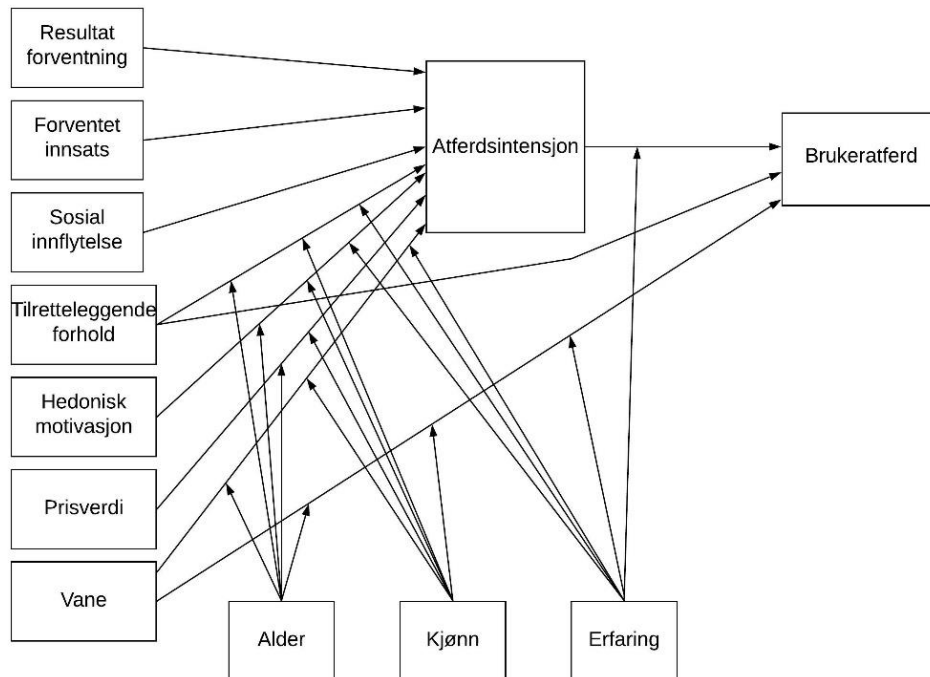 Resultat
forventning
Forventet
innsats
Sosial
innflytelse
Tilretteleggende
forhold
Hedonisk
motivasjon
Prisverdi
Vane
Atferdsintensjon
Brukeratferd
Alder
Kjønn
Erfaring